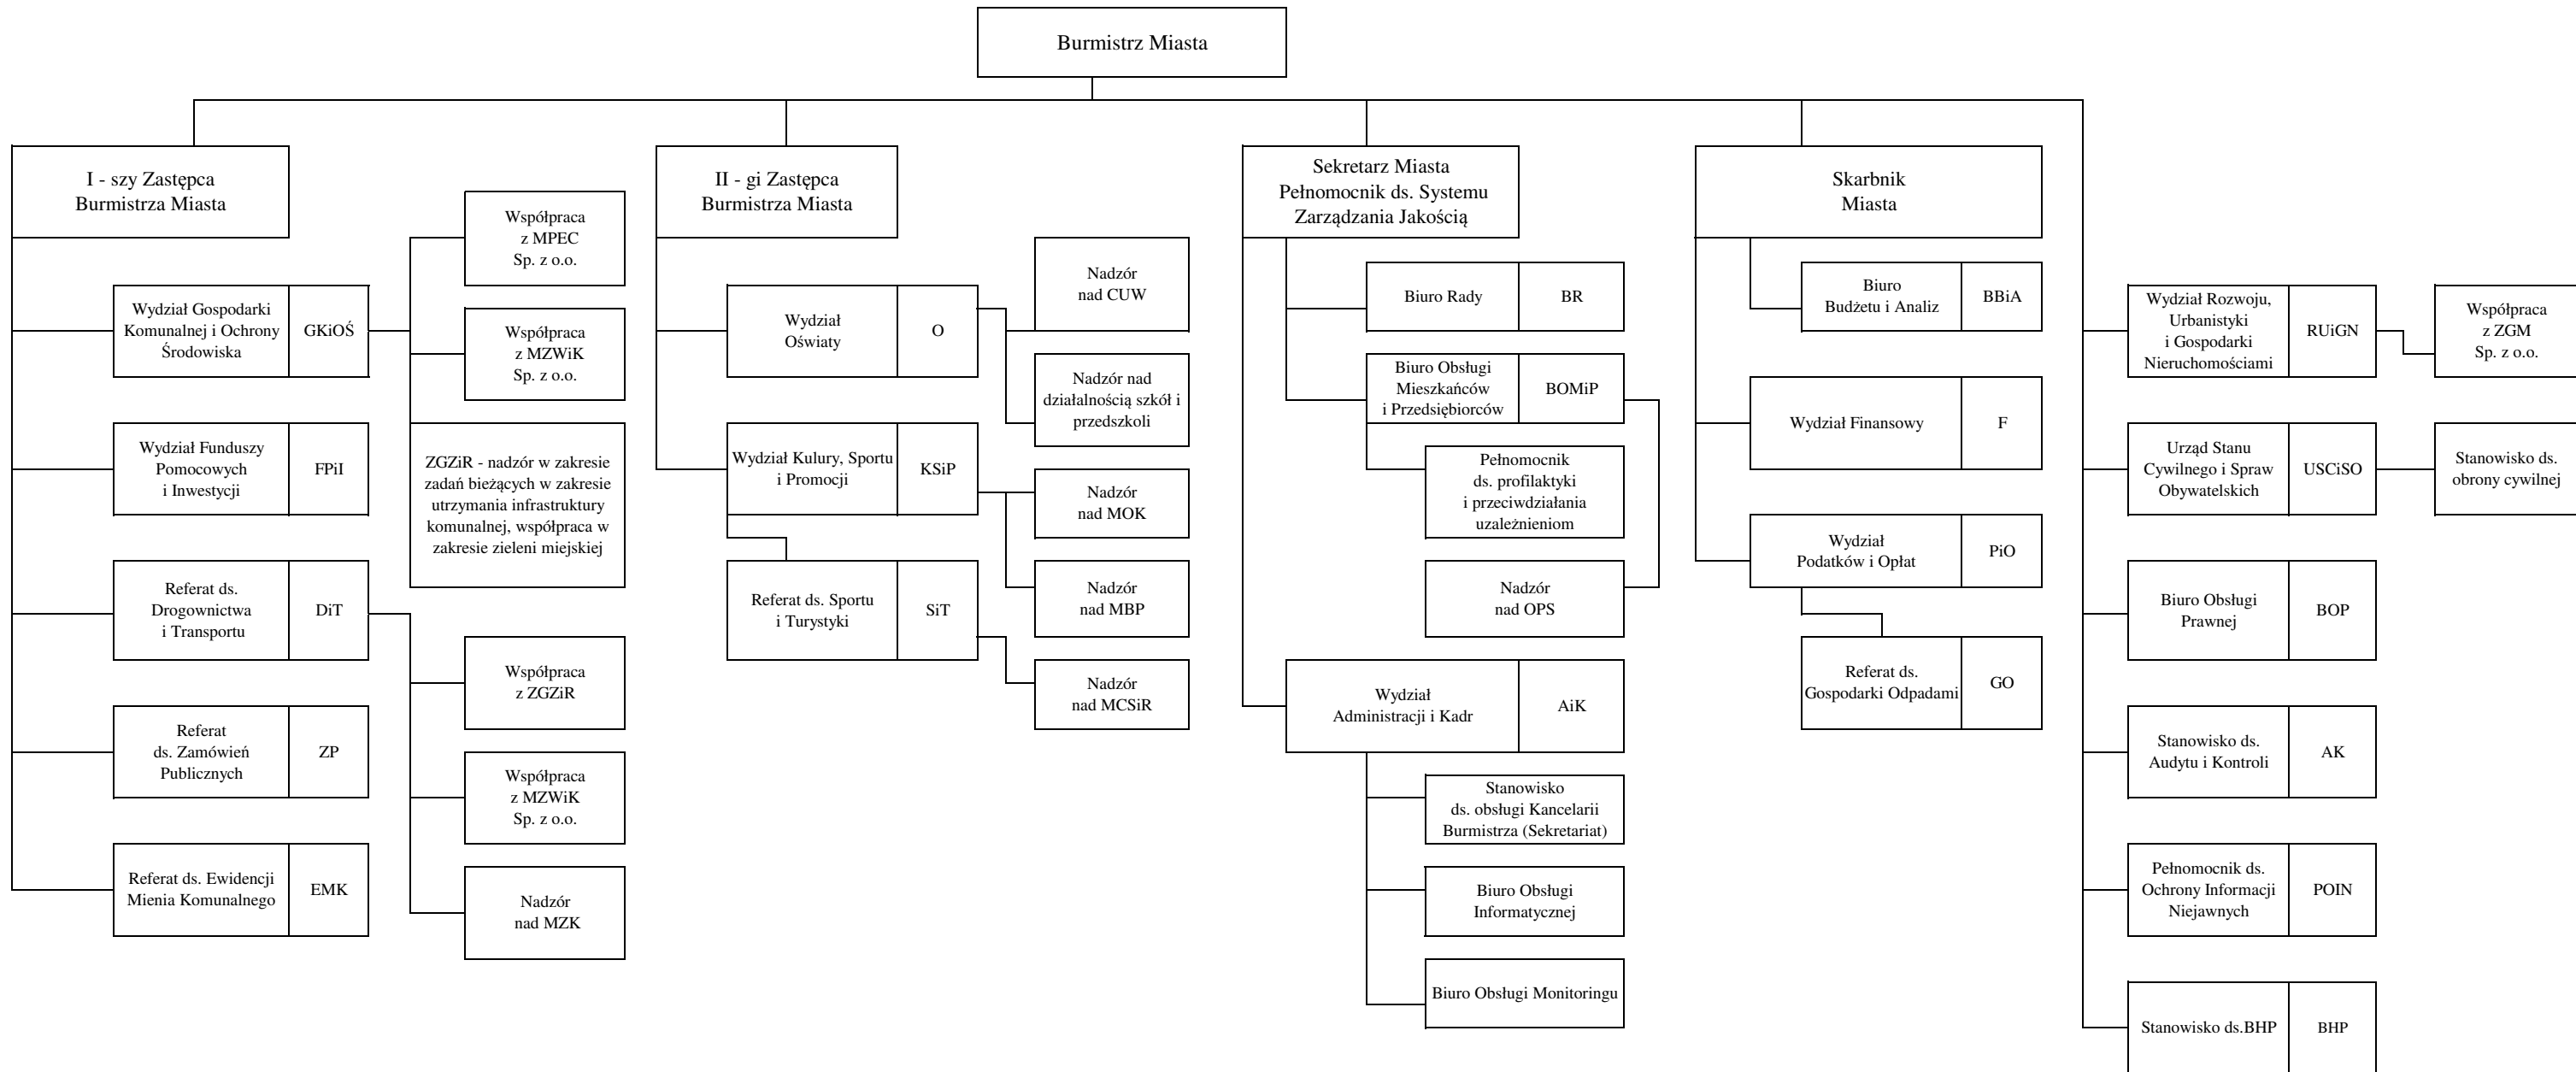 Burmistrz Miasta
I - szy Zastępca
Burmistrza Miasta
Wydział Gospodarki
Komunalnej i Ochrony
Środowiska
GKiOŚ
Współpraca
z MPEC
Sp. z o.o.
Współpraca
z MZWiK
Sp. z o.o.
ZGZiR - nadzór w zakresie
zadań bieżących w zakresie
utrzymania infrastruktury
komunalnej, współpraca w
zakresie zieleni miejskiej
Wydział Funduszy
Pomocowych
i Inwestycji
FPiI
Referat ds.
Drogownictwa
i Transportu
DiT
Współpraca
z ZGZiR
Współpraca
z MZWiK
Sp. z o.o.
Nadzór
nad MZK
Referat
ds. Zamówień
Publicznych
ZP
Referat ds. Ewidencji
Mienia Komunalnego
EMK
II - gi Zastępca
Burmistrza Miasta
Wydział
Oświaty
O
Nadzór
nad CUW
Nadzór nad
działalnością szkół i
przedszkoli
Wydział Kulury, Sportu
i Promocji
KSiP
Nadzór
nad MOK
Nadzór
nad MBP
Referat ds. Sportu
i Turystyki
SiT
Nadzór
nad MCSiR
Sekretarz Miasta
Pełnomocnik ds. Systemu
Zarządzania Jakością
Biuro Rady
BR
Biuro Obsługi
Mieszkańców
i Przedsiębiorców
BOMiP
Pełnomocnik
ds. profilaktyki
i przeciwdziałania
uzależnieniom
Nadzór
nad OPS
Wydział
Administracji i Kadr
AiK
Stanowisko
ds. obsługi Kancelarii
Burmistrza (Sekretariat)
Biuro Obsługi
Informatycznej
Biuro Obsługi Monitoringu
Skarbnik
Miasta
Biuro
Budżetu i Analiz
BBiA
Wydział Finansowy
F
Wydział
Podatków i Opłat
PiO
Referat ds.
Gospodarki Odpadami
GO
Wydział Rozwoju,
Urbanistyki
i Gospodarki
Nieruchomościami
RUiGN
Współpraca
z ZGM
Sp. z o.o.
Urząd Stanu
Cywilnego i Spraw
Obywatelskich
USCiSO
Stanowisko ds.
obrony cywilnej
Biuro Obsługi
Prawnej
BOP
Stanowisko ds.
Audytu i Kontroli
AK
Pełnomocnik ds.
Ochrony Informacji
Niejawnych
POIN
Stanowisko ds.BHP
BHP